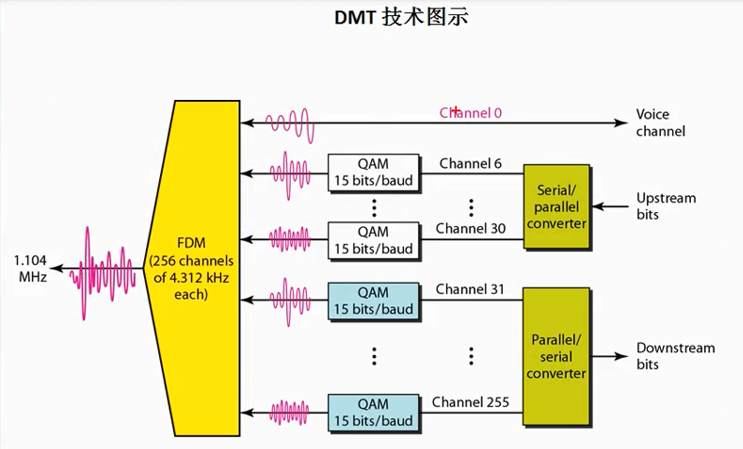 DMT 技术图示
Channel 0
Voice
channel
QAM
15 bits/baud
Channel 6
Serial/
parallel
converter
Upstream
bits
QAM
15 bits/baud
Channel 30
1.104
MHz
FDM
(256 channels
of 4.312 kHz
each)
QAM
15 bits/baud
Channel 31
Parallel/
serial
converter
Downstream
bits
QAM
15 bits/baud
Channel 255